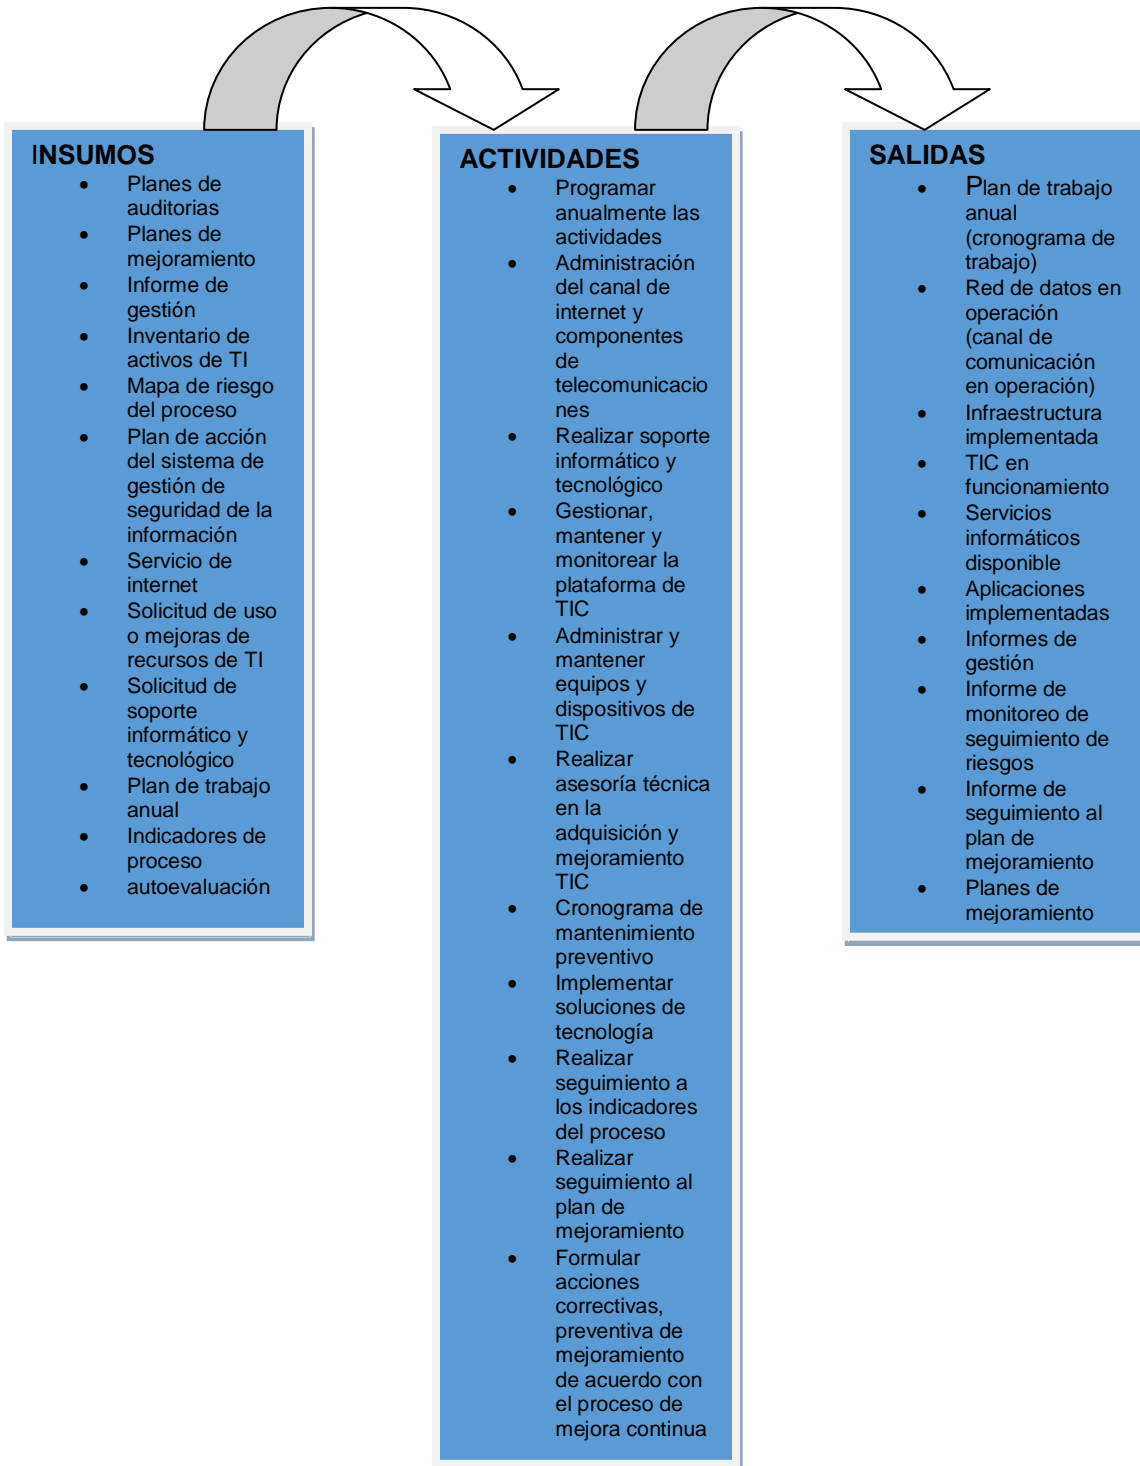 INSUMOS
• Planes de
auditorias
• Planes de
mejoramiento
• Informe de
gestión
• Inventario de
activos de TI
• Mapa de riesgo
del proceso
• Plan de acción
del sistema de
gestión de
seguridad de la
información
• Servicio de
internet
• Solicitud de uso
o mejoras de
recursos de TI
• Solicitud de
soporte
informático y
tecnológico
• Plan de trabajo
anual
• Indicadores de
proceso
• autoevaluación
ACTIVIDADES
• Programar
anualmente las
actividades
• Administración
del canal de
internet y
componentes
de
telecomunicacio
nes
• Realizar soporte
informático y
tecnológico
• Gestionar,
mantener y
monitorear la
plataforma de
TIC
• Administrar y
mantener
equipos y
dispositivos de
TIC
• Realizar
asesoría técnica
en la
adquisición y
mejoramiento
TIC
• Cronograma de
mantenimiento
preventivo
• Implementar
soluciones de
tecnología
• Realizar
seguimiento a
los indicadores
del proceso
• Realizar
seguimiento al
plan de
mejoramiento
• Formular
acciones
correctivas,
preventiva de
mejoramiento
de acuerdo con
el proceso de
mejora continua
SALIDAS
• Plan de trabajo
anual
(cronograma de
trabajo)
• Red de datos en
operación
(canal de
comunicación
en operación)
• Infraestructura
implementada
• TIC en
funcionamiento
• Servicios
informáticos
disponible
• Aplicaciones
implementadas
• Informes de
gestión
• Informe de
monitoreo de
seguimiento de
riesgos
• Informe de
seguimiento al
plan de
mejoramiento
• Planes de
mejoramiento